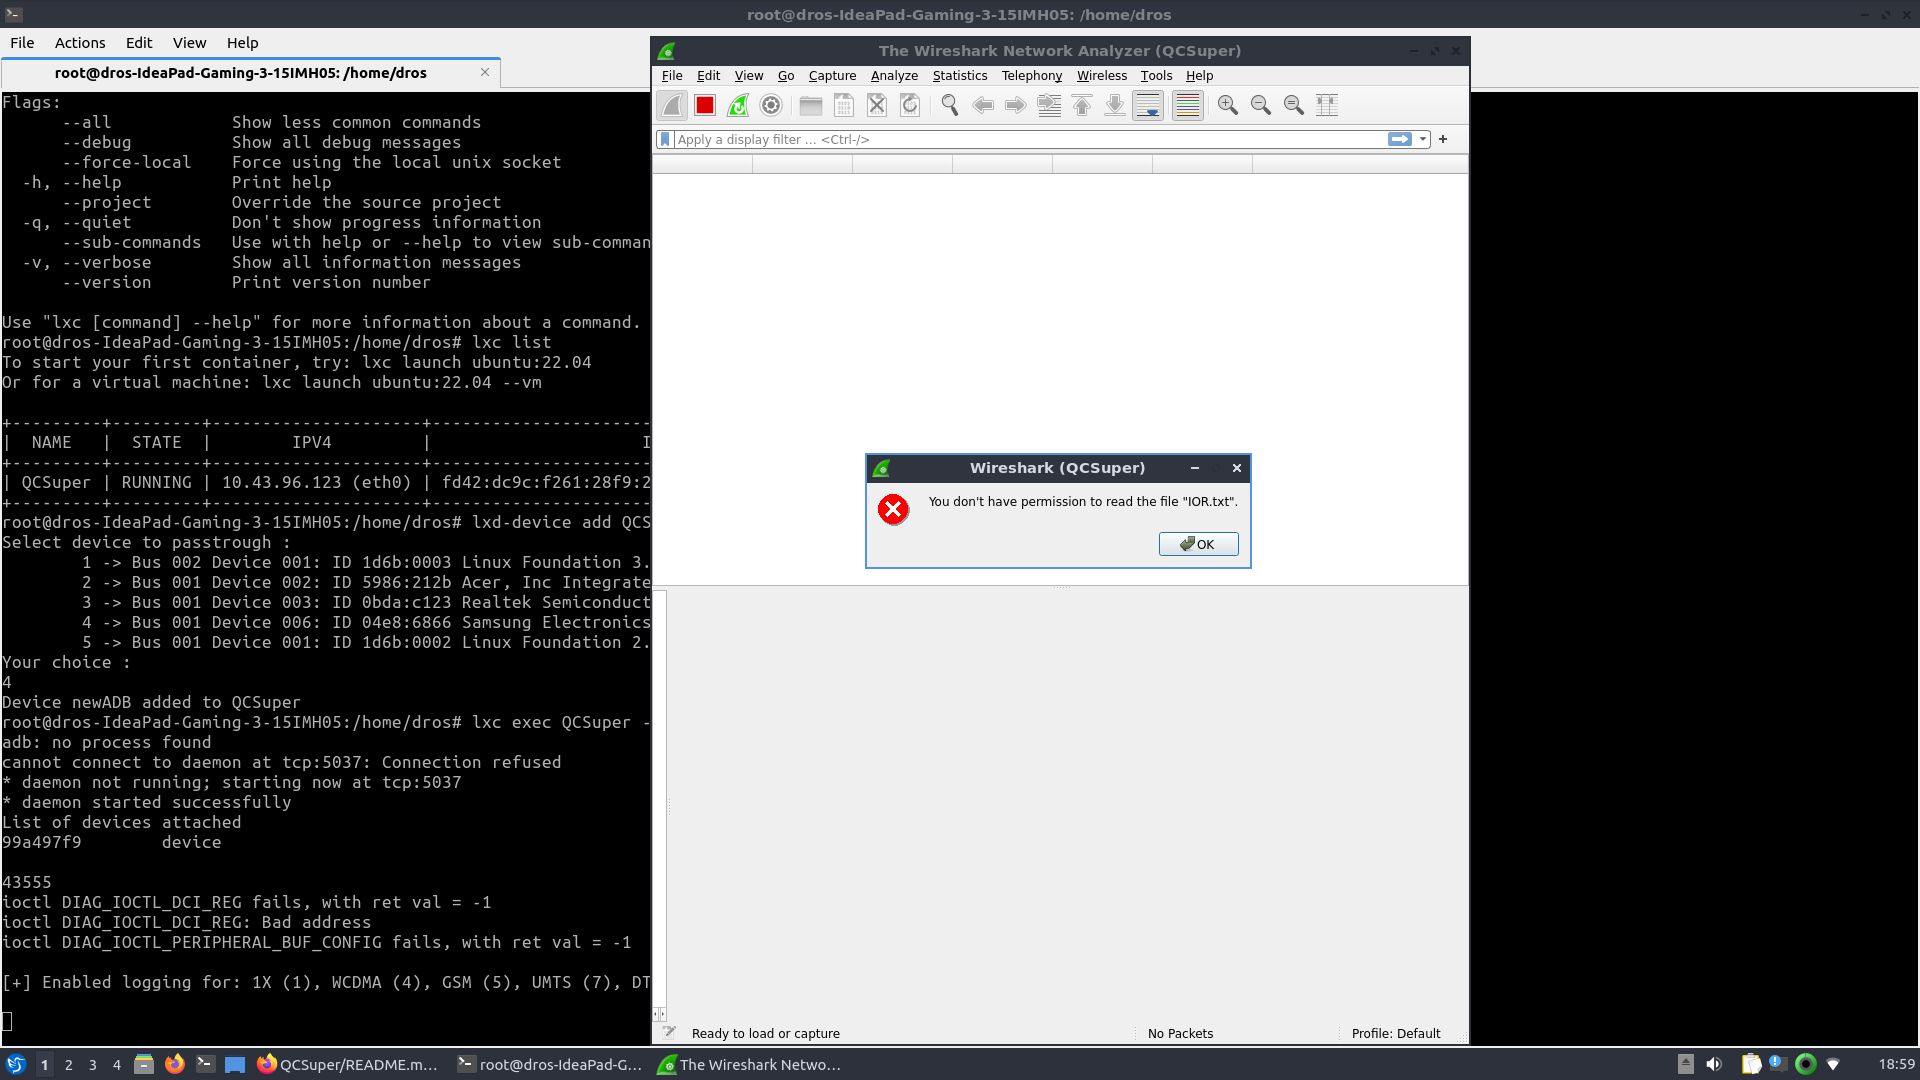 root@dros-IdeaPad-Gaming-3-15IMH05: /home/dros
File Actions Edit View Help
root@dros-IdeaPad-Gaming-3-15IMH05: /home/dros
Flags:
--all Show less common commands
--debug Show all debug messages
--force-local Force using the local unix socket
-h, --help Print help
--project Override the source project
-q, --quiet Don't show progress information
--sub-commands Use with help or --help to view sub-comman
-v, --verbose Show all information messages
--version Print version number
Use "lxc [command] --help" for more information about a command.
root@dros-IdeaPad-Gaming-3-15IMH05:/home/dros# lxc list
To start your first container, try: lxc launch ubuntu:22.04
Or for a virtual machine: lxc launch ubuntu:22.04 --vm
+---------+---------+---------------------+----------------------
| NAME | STATE | IPV4 | I
+---------+---------+---------------------+----------------------
| QCSuper | RUNNING | 10.43.96.123 (eth0) | fd42:dc9c:f261:28f9:2
+---------+---------+---------------------+----------------------
root@dros-IdeaPad-Gaming-3-15IMH05:/home/dros# lxd-device add QCS
Select device to passtrough :
1 -> Bus 002 Device 001: ID 1d6b:0003 Linux Foundation 3.
2 -> Bus 001 Device 002: ID 5986:212b Acer, Inc Integrate
3 -> Bus 001 Device 003: ID 0bda:c123 Realtek Semiconduct
4 -> Bus 001 Device 006: ID 04e8:6866 Samsung Electronics
5 -> Bus 001 Device 001: ID 1d6b:0002 Linux Foundation 2.
Your choice :
4
Device newADB added to QCSuper
root@dros-IdeaPad-Gaming-3-15IMH05:/home/dros# lxc exec QCSuper -
adb: no process found
cannot connect to daemon at tcp:5037: Connection refused
* daemon not running; starting now at tcp:5037
* daemon started successfully
List of devices attached
99a497f9 device
43555
ioctl DIAG_IOCTL_DCI_REG fails, with ret val = -1
ioctl DIAG_IOCTL_DCI_REG: Bad address
ioctl DIAG_IOCTL_PERIPHERAL_BUF_CONFIG fails, with ret val = -1
[+] Enabled logging for: 1X (1), WCDMA (4), GSM (5), UMTS (7), DT
The Wireshark Network Analyzer (QCSuper)
File Edit View Go Capture Analyze Statistics Telephony Wireless Tools Help
Apply a display filter ... <Ctrl-/>
+
Wireshark (QCSuper)
You don't have permission to read the file "IOR.txt".
OK
Ready to load or capture No Packets Profile: Default
1 2 3 4 QCSuper/README.m... root@dros-IdeaPad-G... The Wireshark Netwo... 18:59